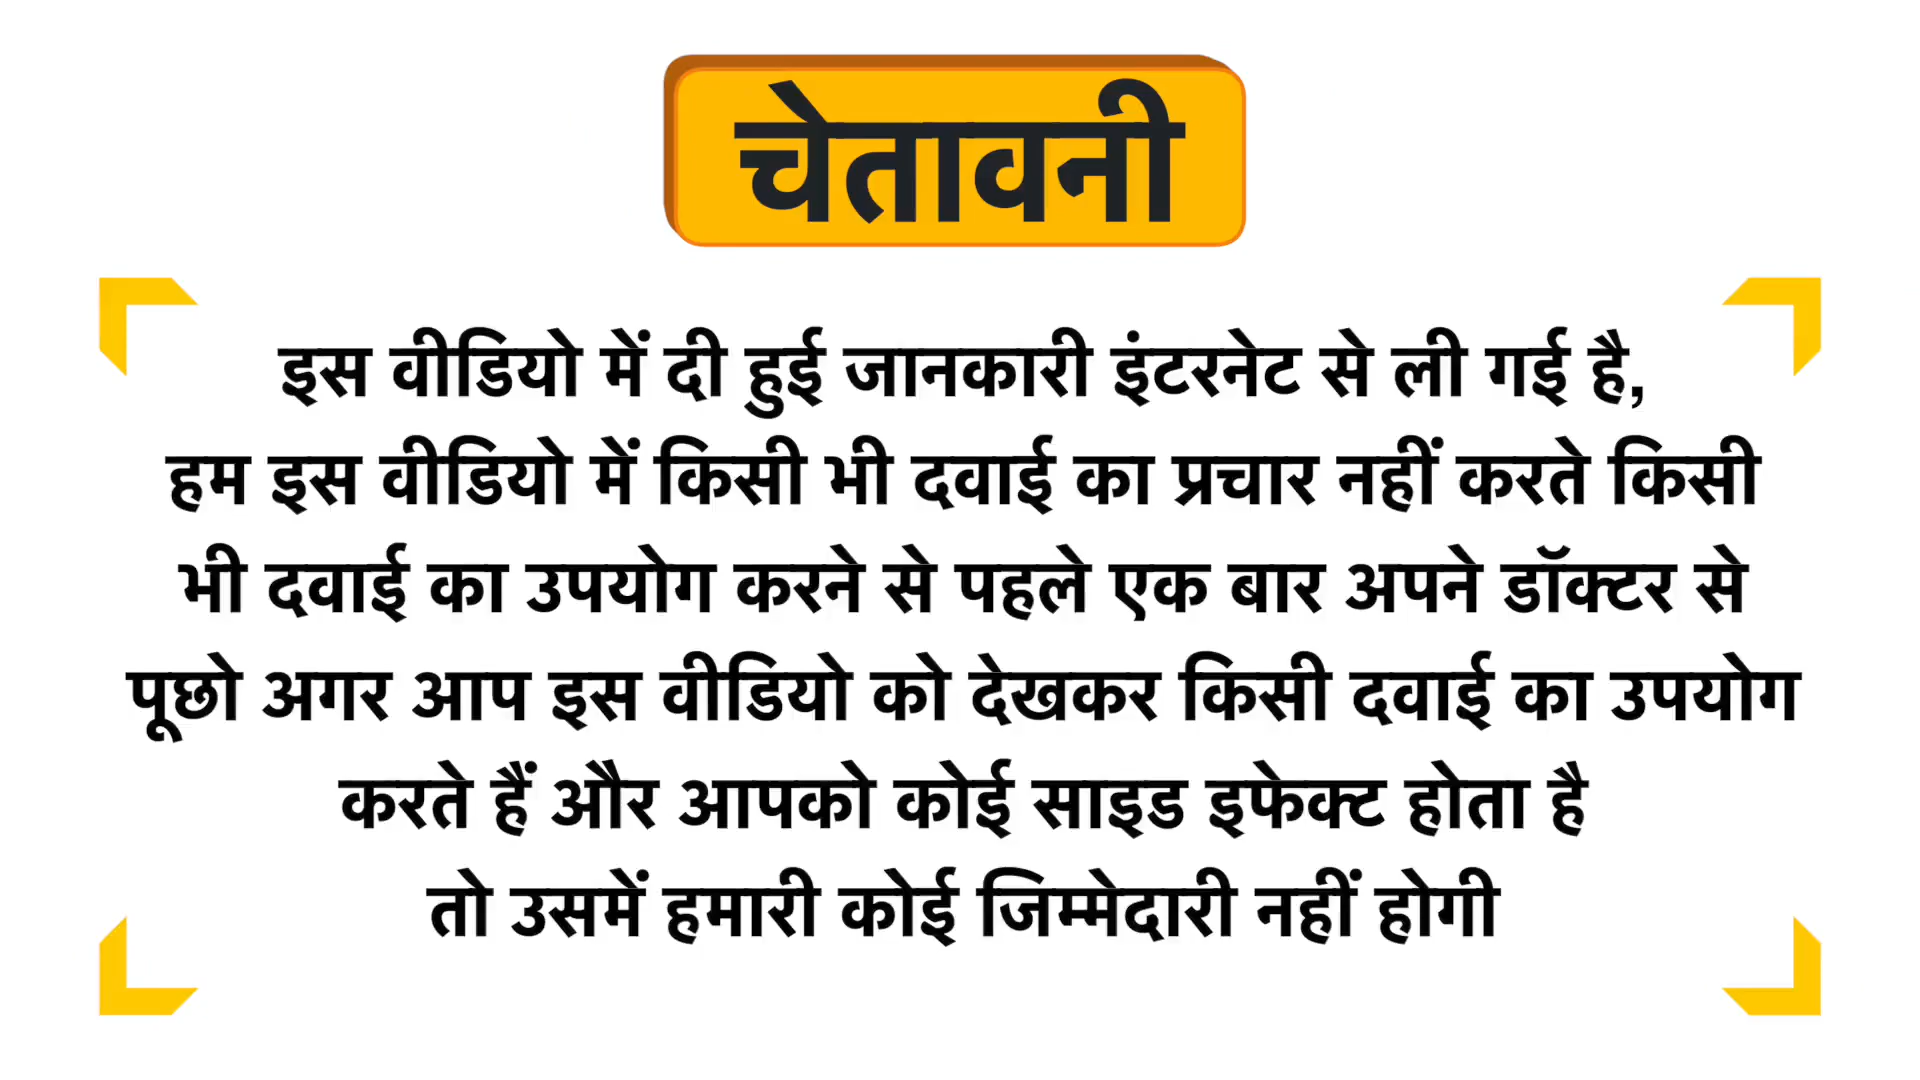 चेतावनी
इस वीडियो में दी हुई जानकारी इंटरनेट से ली गई है,
हम इस वीडियो में किसी भी दवाई का प्रचार नहीं करते किसी
भी दवाई का उपयोग करने से पहले एक बार अपने डॉक्टर से
पूछो अगर आप इस वीडियो को देखकर किसी दवाई का उपयोग
करते हैं और आपको कोई साइड इफेक्ट होता है
तो उसमें हमारी कोई जिम्मेदारी नहीं होगी